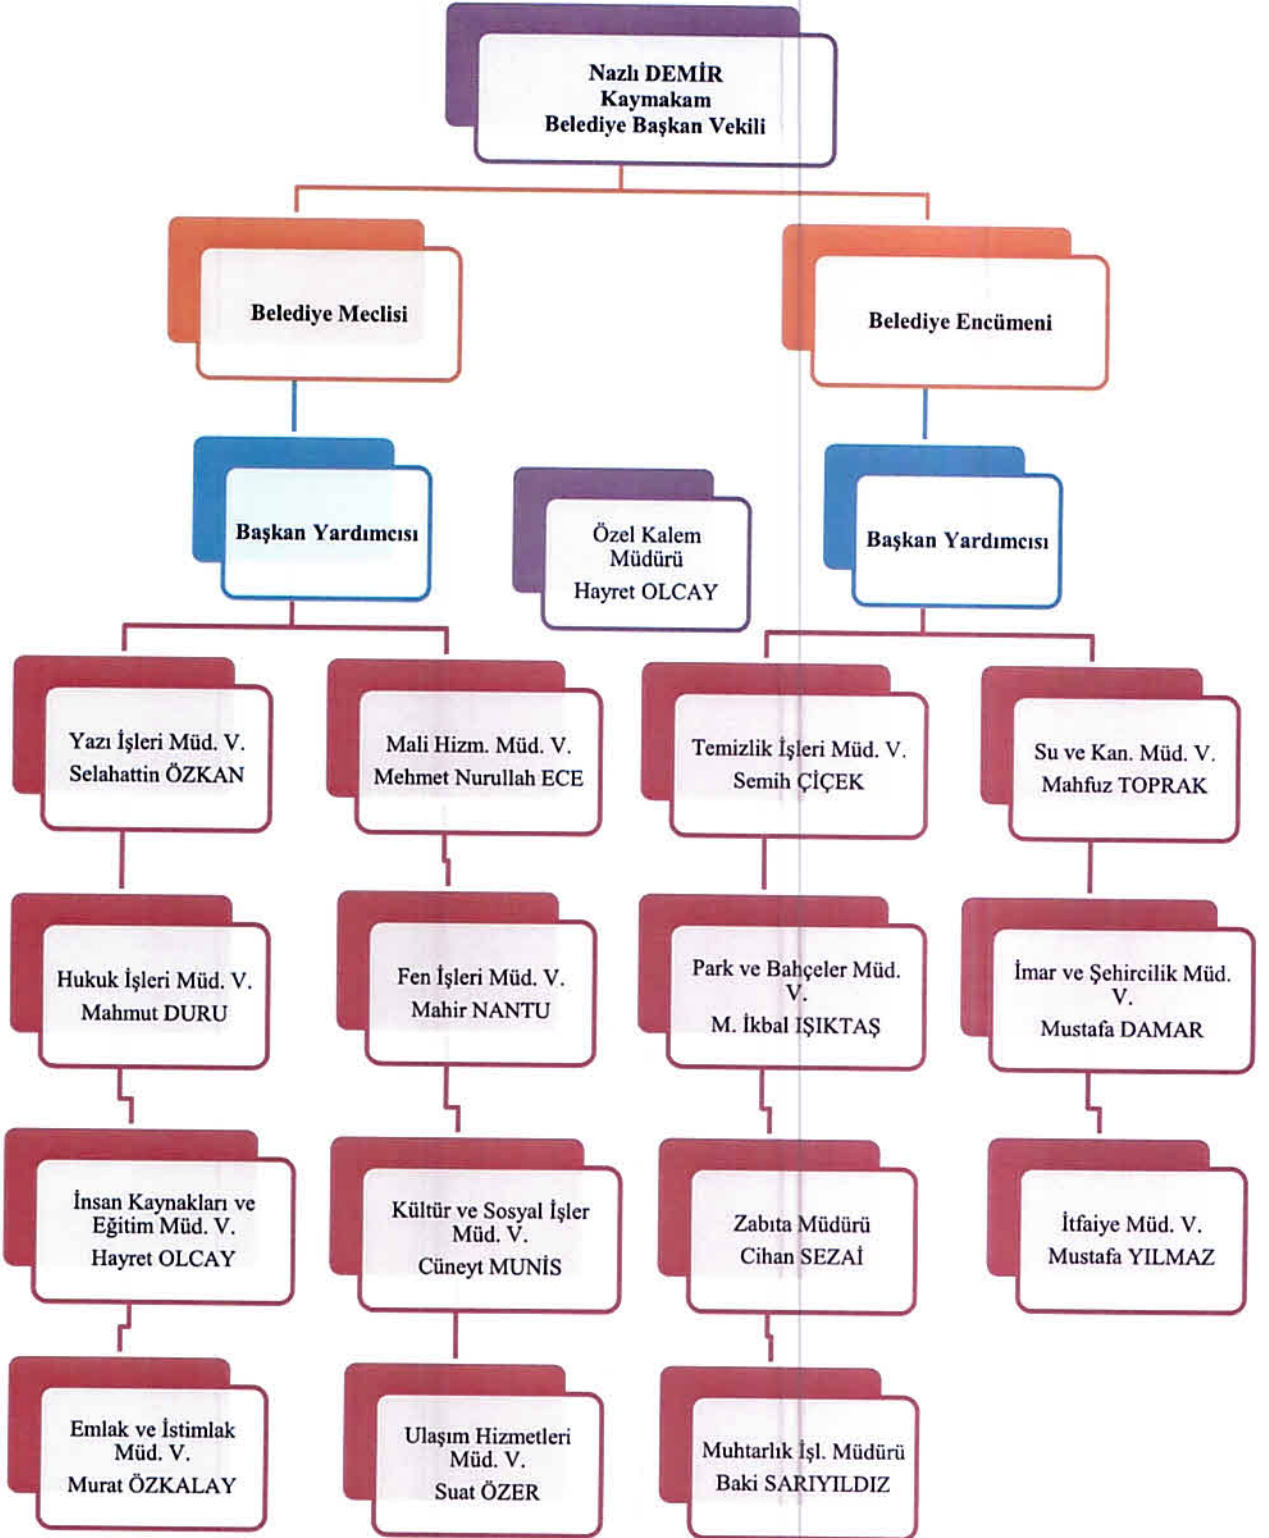 Nazlı DEMİR
Kaymakam
Belediye Başkan Vekili
Belediye Meclisi
Belediye Encümeni
Başkan Yardımcısı
Özel Kalem
Müdürü
Hayret OLCAY
Başkan Yardımcısı
Yazı İşleri Müd. V.
Selahattin ÖZKAN
Mali Hizm. Müd. V.
Mehmet Nurullah ECE
Temizlik İşleri Müd. V.
Semih ÇİÇEK
Su ve Kan. Müd. V.
Mahfuz TOPRAK
Hukuk İşleri Müd. V.
Mahmut DURU
Fen İşleri Müd. V.
Mahir NANTU
Park ve Bahçeler Müd.
V.
M. İkbal IŞIKTAŞ
İmar ve Şehircilik Müd.
V.
Mustafa DAMAR
İnsan Kaynakları ve
Eğitim Müd. V.
Hayret OLCAY
Kültür ve Sosyal İşler
Müd. V.
Cüneyt MUNİS
Zabıta Müdürü
Cihan SEZAİ
İtfaiye Müd. V.
Mustafa YILMAZ
Emlak ve İstimlak
Müd. V.
Murat ÖZKALAY
Ulaşım Hizmetleri
Müd. V.
Suat ÖZER
Muhtarlık İşl. Müdürü
Baki SARIYILDIZ